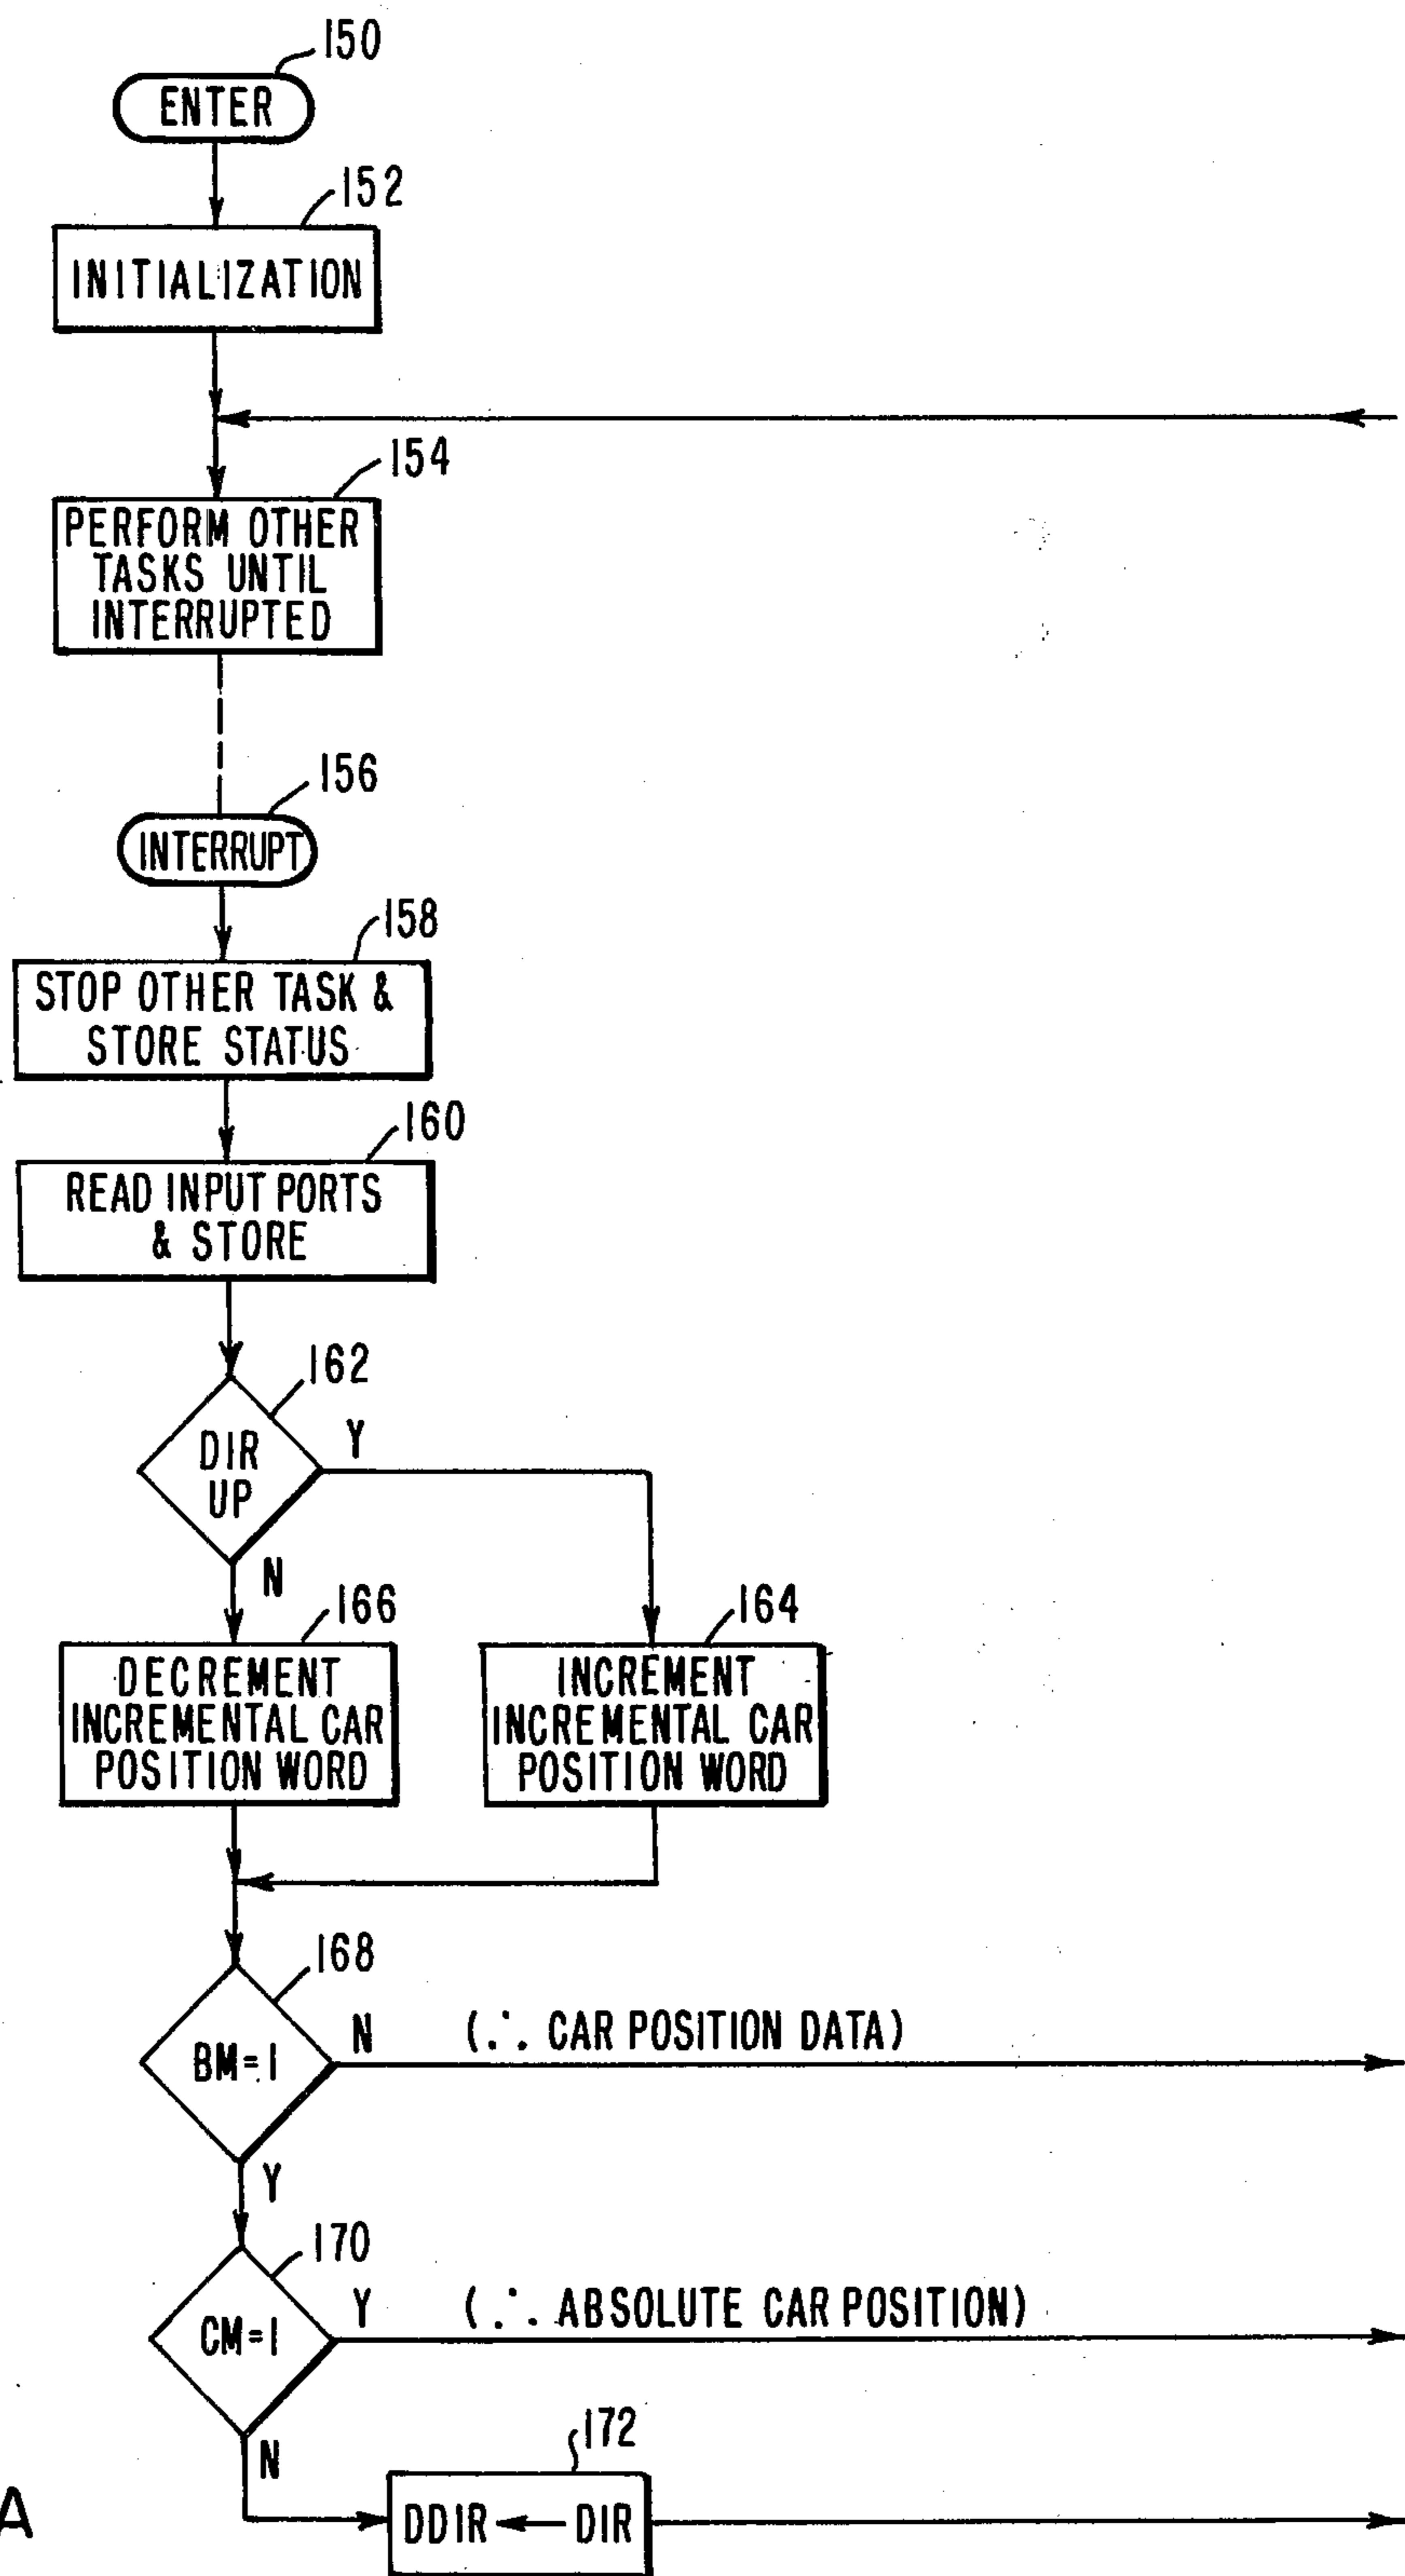 150
ENTER
152
INITIALIZATION
154
PERFORM OTHER
TASKS UNTIL
INTERRUPTED
156
INTERRUPT
158
STOP OTHER TASK &
STORE STATUS
160
READ INPUT PORTS
& STORE
162
DIR
UP
Y
N
166
DECREMENT
INCREMENTAL CAR
POSITION WORD
164
INCREMENT
INCREMENTAL CAR
POSITION WORD
168
BM=1
N
(∴ CAR POSITION DATA)
Y
170
CM=1
Y
(∴ ABSOLUTE CAR POSITION)
N
172
DDIR ← DIR
A